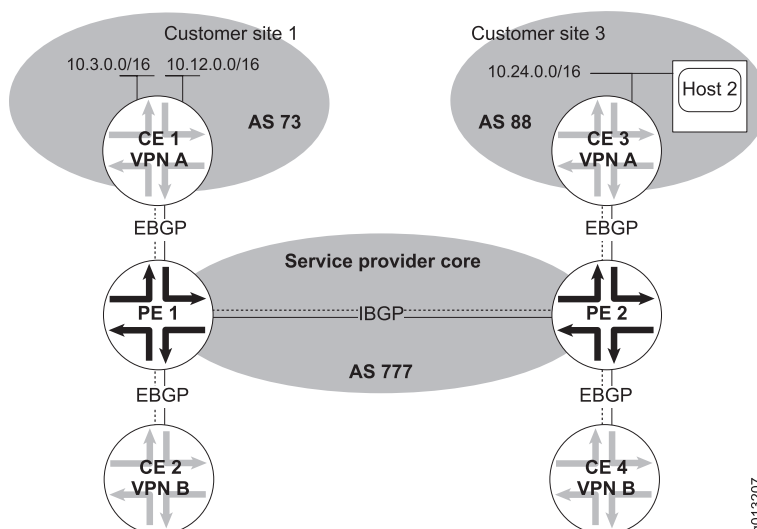 Customer site 1
10.3.0.0/16 10.12.0.0/16
AS 73
CE 1
VPN A
Customer site 3
10.24.0.0/16
Host 2
AS 88
CE 3
VPN A
EBGP
EBGP
Service provider core
PE 1
IBGP
PE 2
AS 777
EBGP
EBGP
CE 2
VPN B
CE 4
VPN B